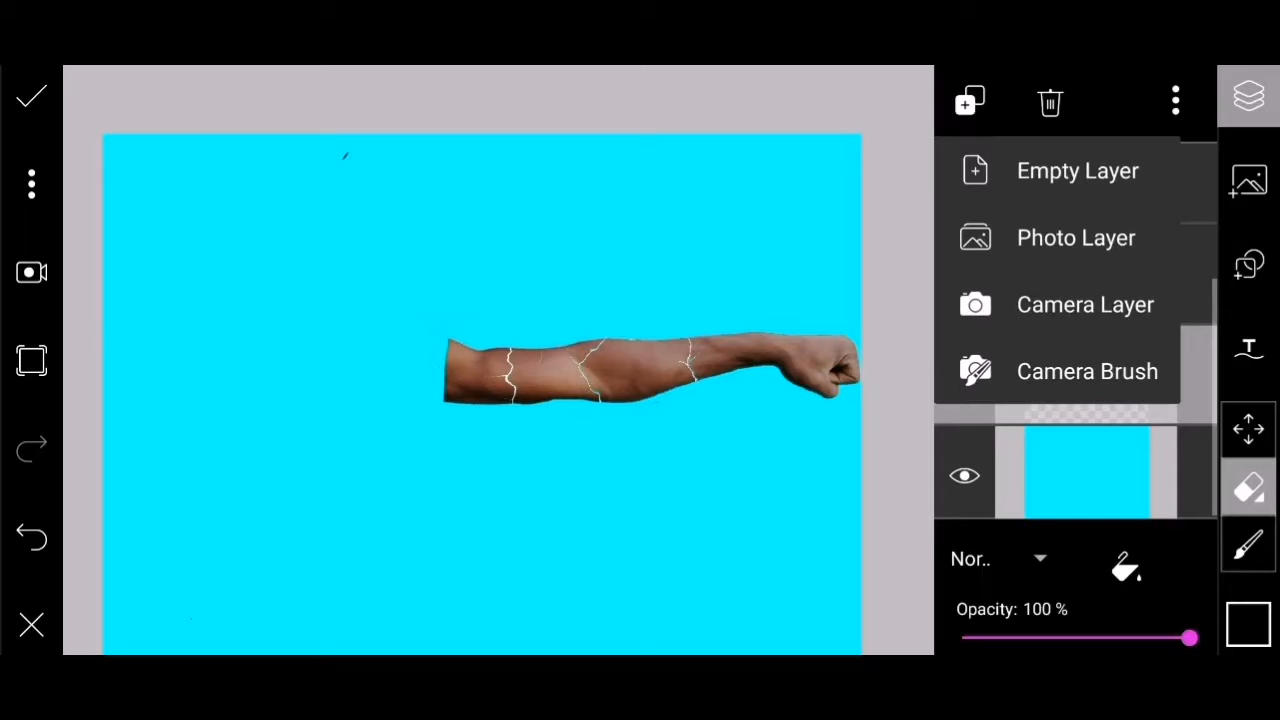 Empty Layer
Photo Layer
Camera Layer
Camera Brush
Nor..
Opacity: 100 %
T